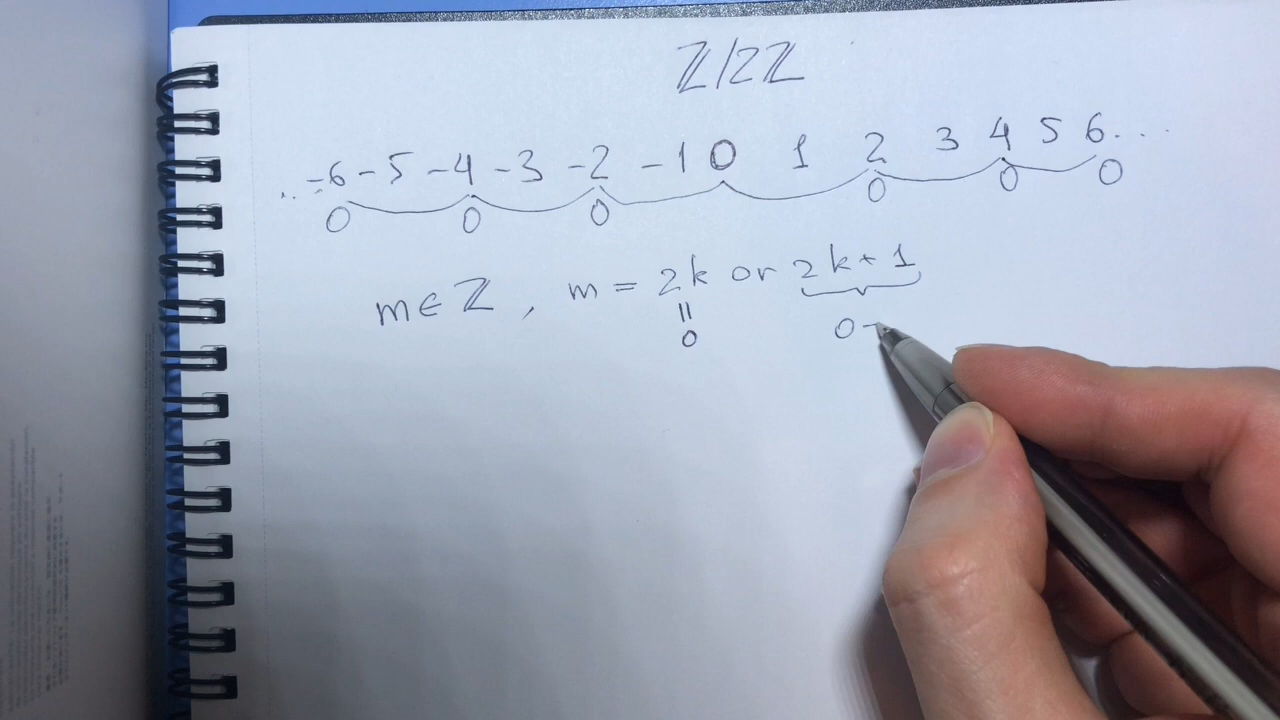 ℤ/2ℤ
..-6 -5 -4 -3 -2 -1 0 1 2 3 4 5 6....
0 0 0 0 0 0
m ∈ ℤ, m = 2k or 2k+1
= 0 -
0